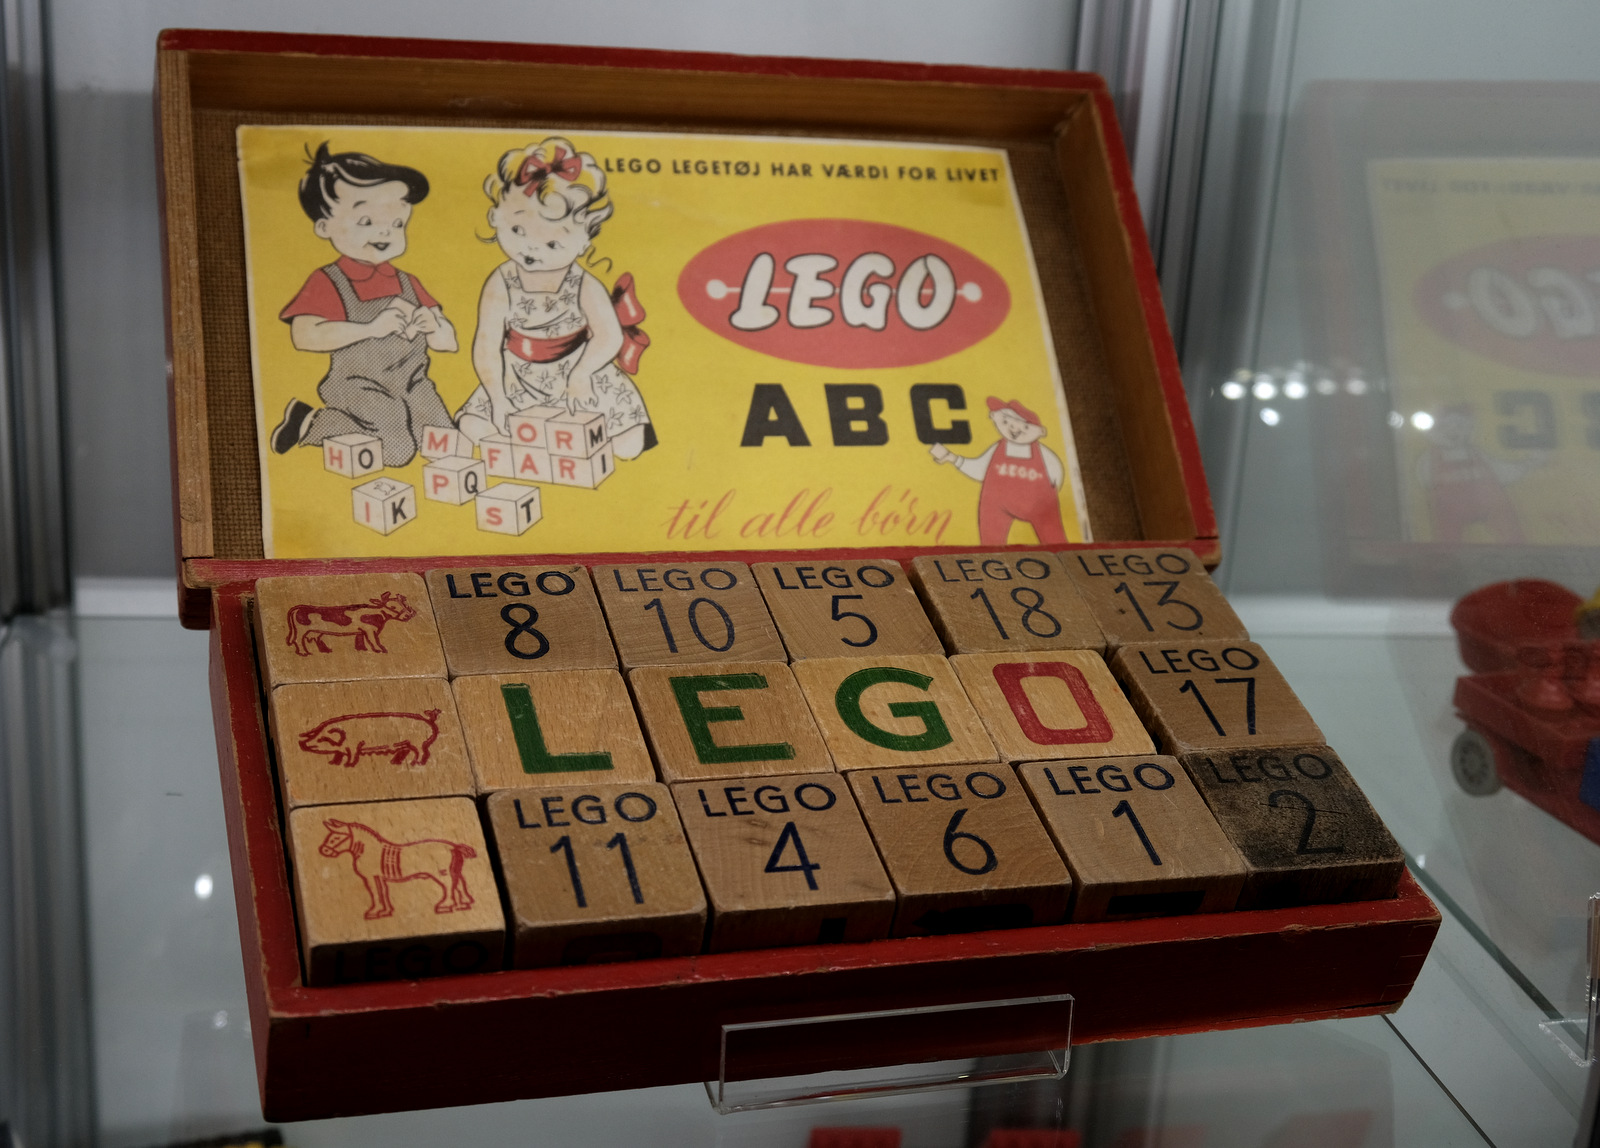 LEGO LEGETØJ HAR VÆRDI FOR LIVET
LEGO
ABC
LEGO
til alle börn
HO
M
ORM
FARI
PQ
IK
ST
LEGO 8
LEGO 10
LEGO 5
LEGO 18
LEGO 13
L E G O
LEGO 17
LEGO 11
LEGO 4
LEGO 6
LEGO 1
LEGO 2
LEGO